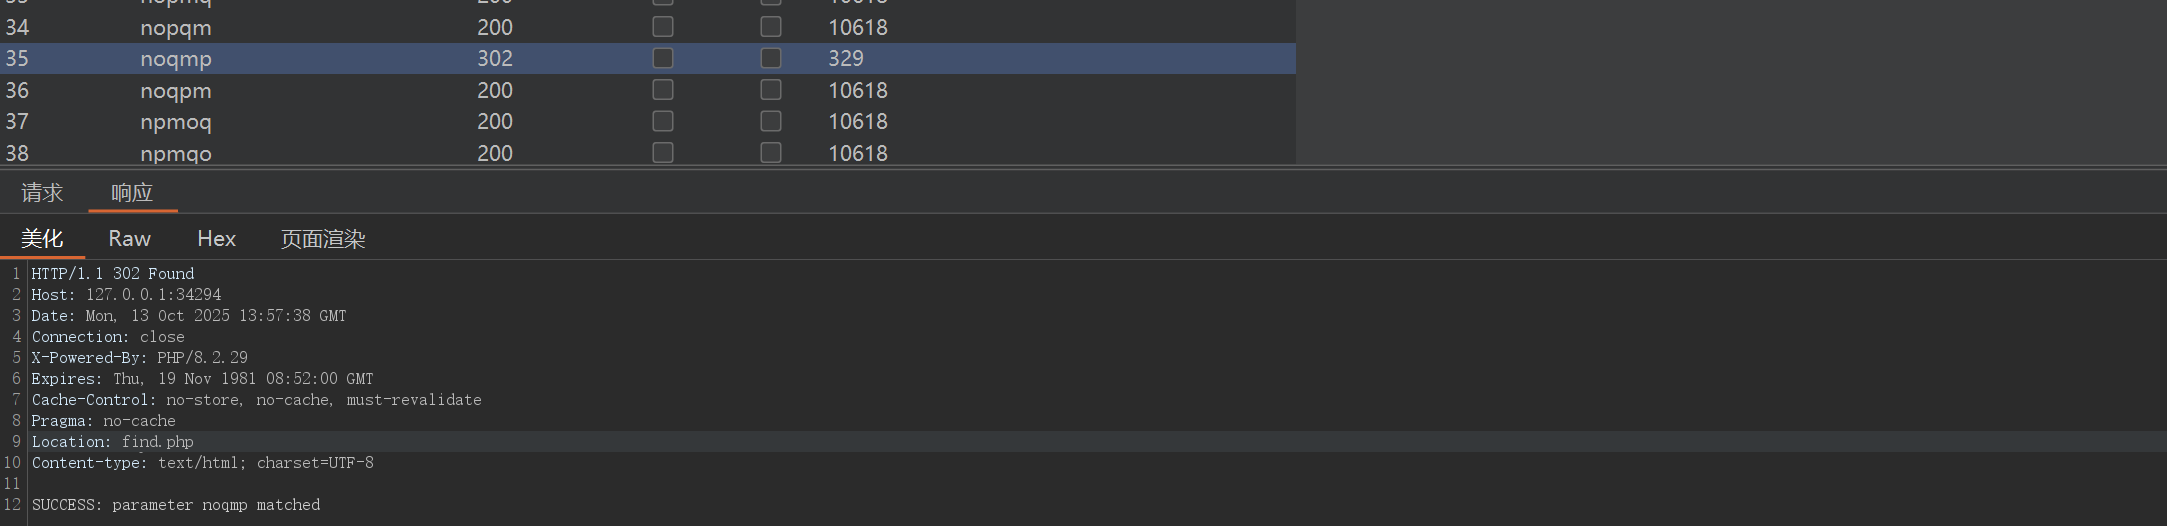 33 nopmq 200 10618
34 nopqm 200 10618
35 noqmp 302 329
36 noqpm 200 10618
37 npmoq 200 10618
38 npmqo 200 10618
请求 响应
美化 Raw Hex 页面渲染
1 HTTP/1.1 302 Found
2 Host: 127.0.0.1:34294
3 Date: Mon, 13 Oct 2025 13:57:38 GMT
4 Connection: close
5 X-Powered-By: PHP/8.2.29
6 Expires: Thu, 19 Nov 1981 08:52:00 GMT
7 Cache-Control: no-store, no-cache, must-revalidate
8 Pragma: no-cache
9 Location: find.php
10 Content-type: text/html; charset=UTF-8
11
12 SUCCESS: parameter noqmp matched